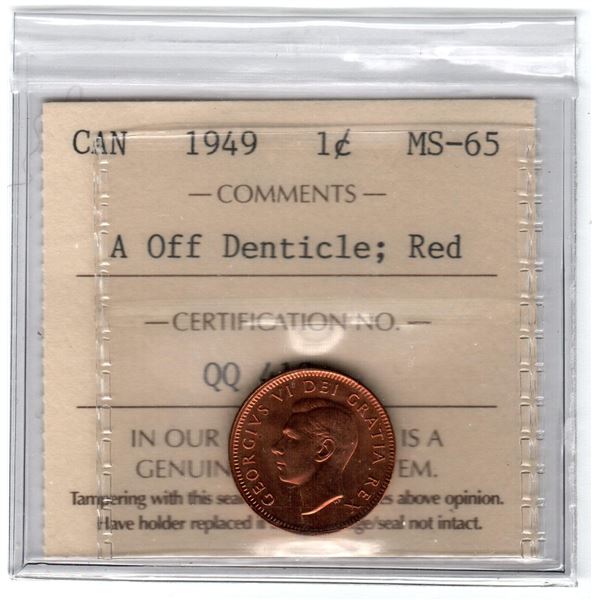 CAN 1949 1¢ MS-65
— COMMENTS —
A Off Denticle; Red
— CERTIFICATION NO. —
QQ
GEORGIVS VI DEI GRATIA REX
IN OUR IS A
Tampering with this above opinion.
Have holder replaced not intact.